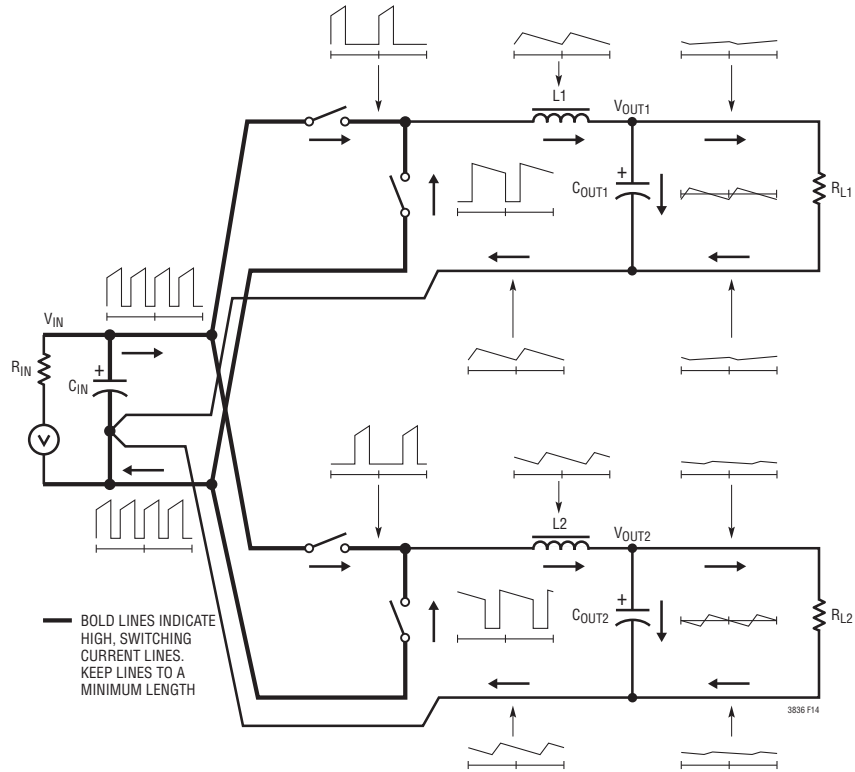 L1
VOUT1
COUT1
RL1
VIN
RIN
CIN
V
L2
VOUT2
COUT2
RL2
BOLD LINES INDICATE
HIGH, SWITCHING
CURRENT LINES.
KEEP LINES TO A
MINIMUM LENGTH
3836 F14